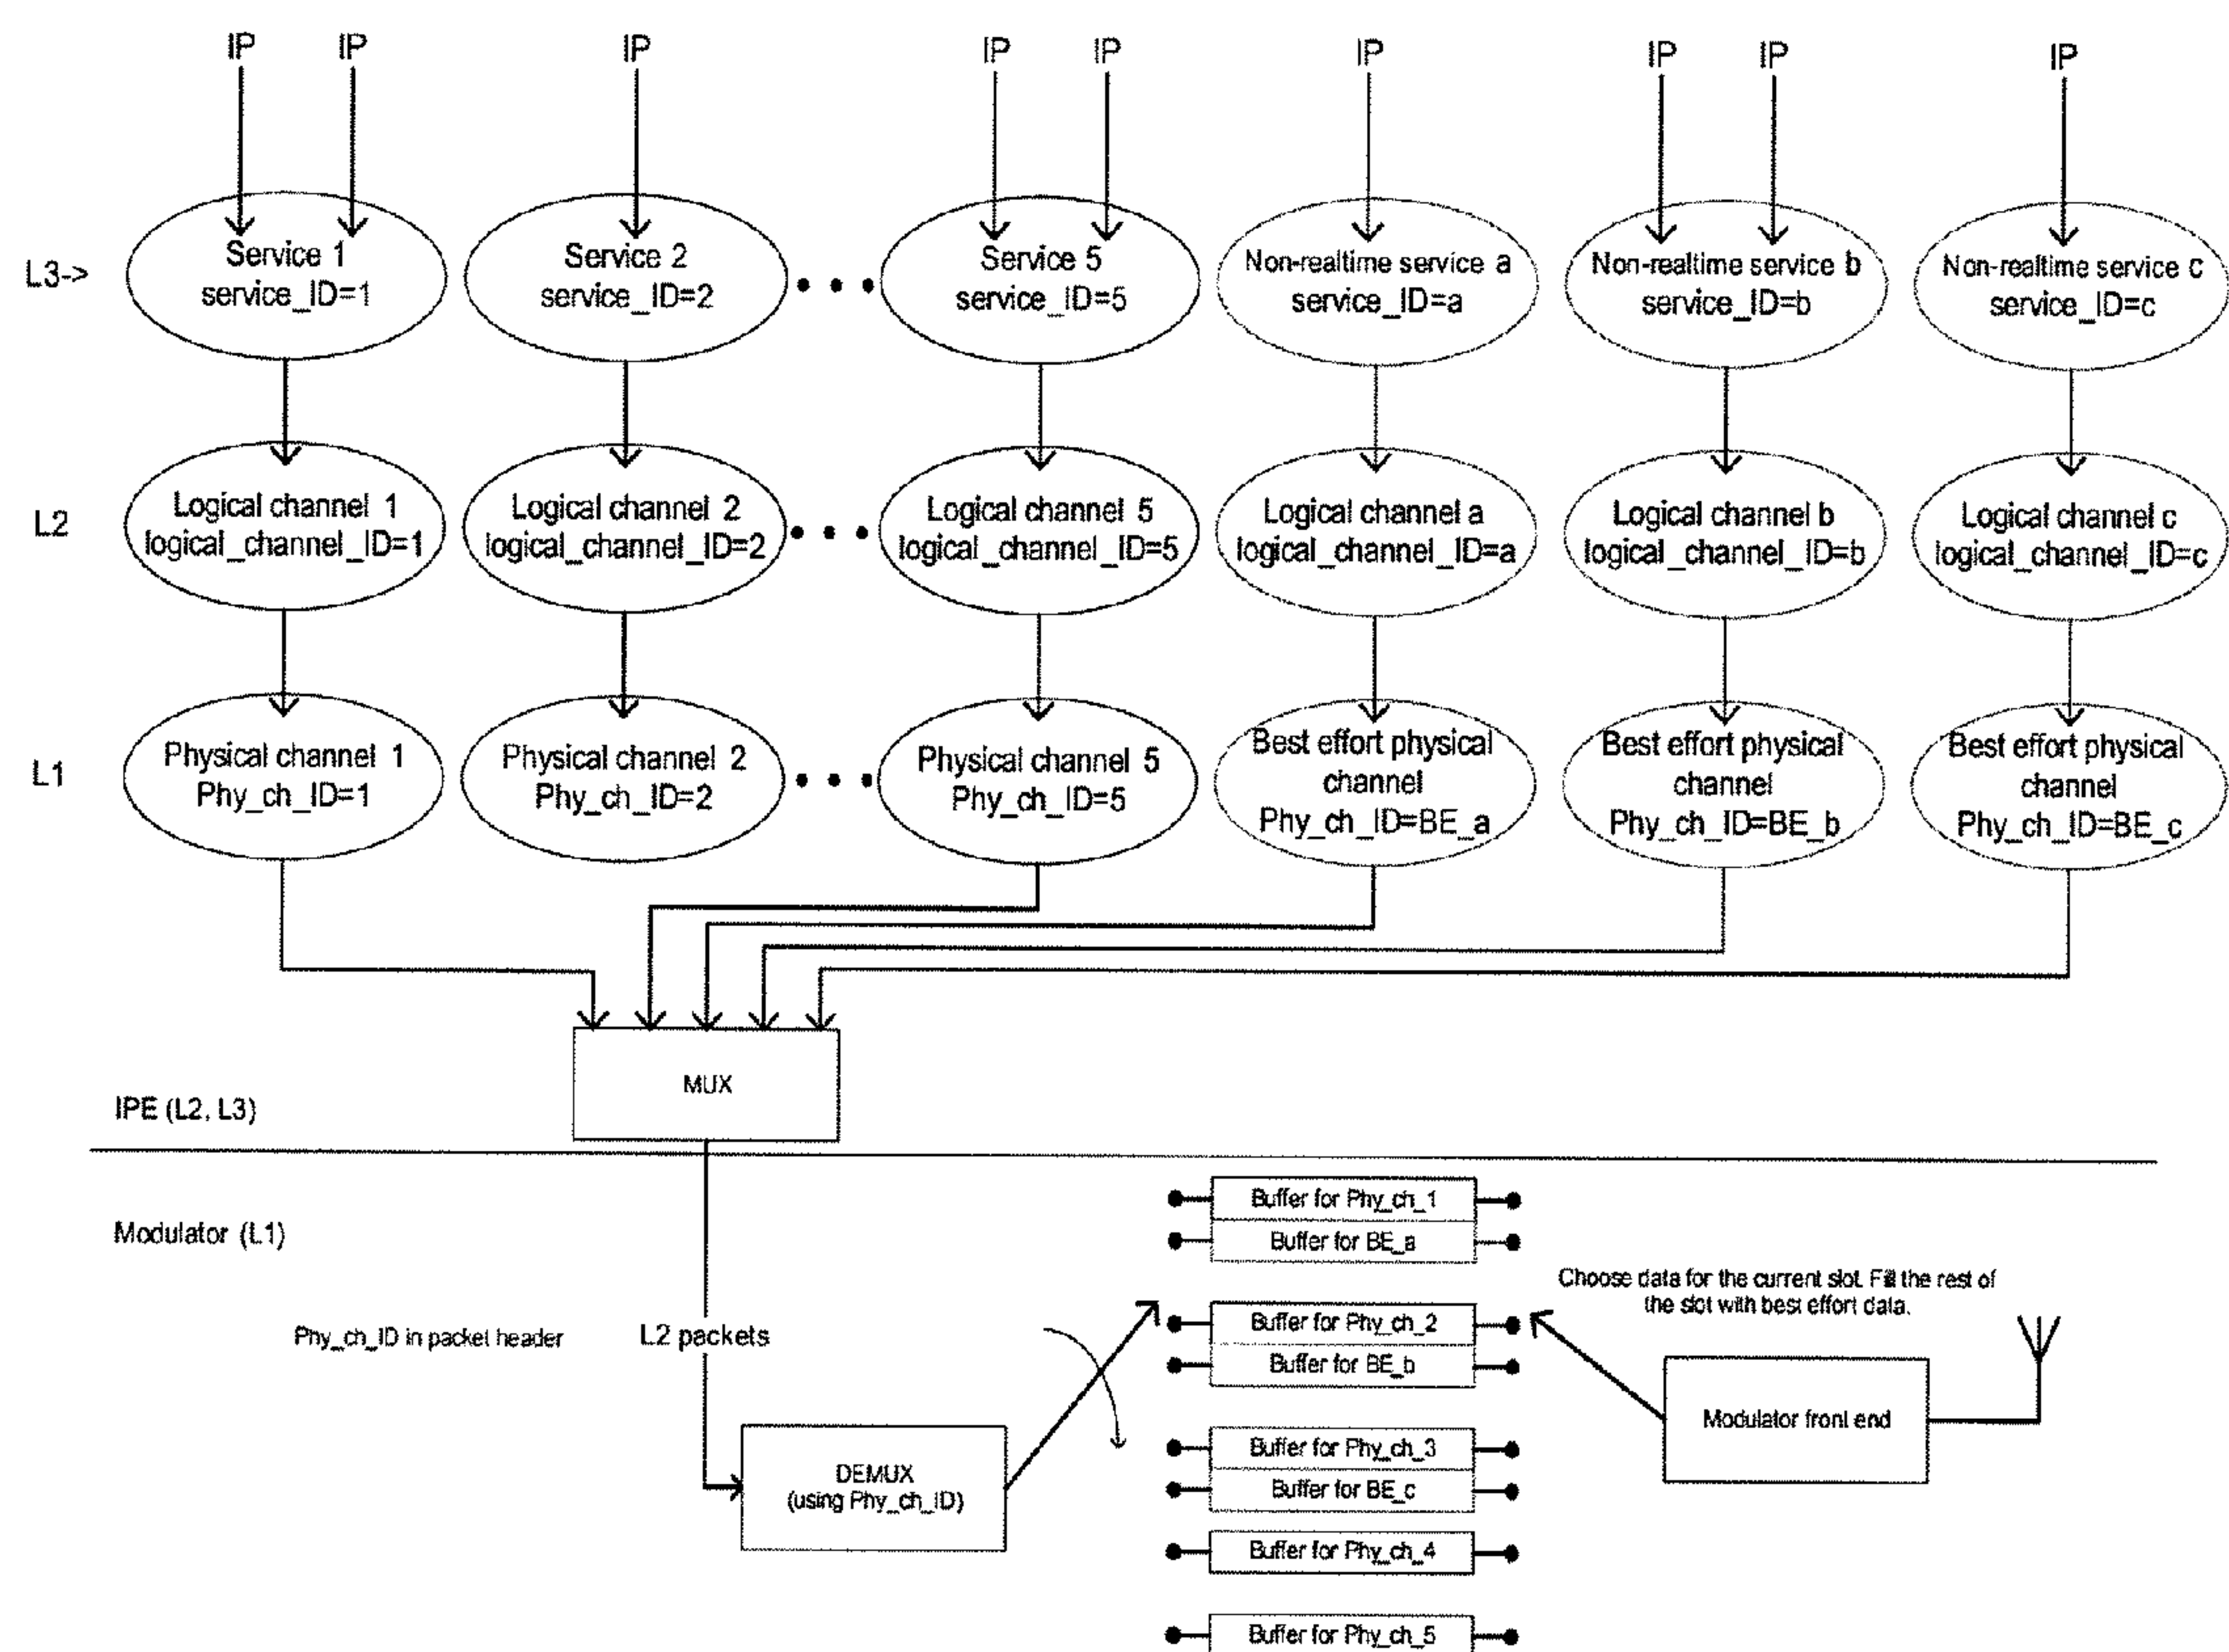 IP
IP
IP
IP
IP
IP
IP
IP
IP
L3->
Service 1
service_ID=1
Service 2
service_ID=2
Service 5
service_ID=5
Non-realtime service a
service_ID=a
Non-realtime service b
service_ID=b
Non-realtime service c
service_ID=c
L2
Logical channel 1
logical_channel_ID=1
Logical channel 2
logical_channel_ID=2
Logical channel 5
logical_channel_ID=5
Logical channel a
logical_channel_ID=a
Logical channel b
logical_channel_ID=b
Logical channel c
logical_channel_ID=c
L1
Physical channel 1
Phy_ch_ID=1
Physical channel 2
Phy_ch_ID=2
Physical channel 5
Phy_ch_ID=5
Best effort physical
channel
Phy_ch_ID=BE_a
Best effort physical
channel
Phy_ch_ID=BE_b
Best effort physical
channel
Phy_ch_ID=BE_c
MUX
IPE (L2, L3)
Modulator (L1)
Phy_ch_ID in packet header
L2 packets
DEMUX
(using Phy_ch_ID)
Buffer for Phy_ch_1
Buffer for BE_a
Buffer for Phy_ch_2
Buffer for BE_b
Buffer for Phy_ch_3
Buffer for BE_c
Buffer for Phy_ch_4
Buffer for Phy_ch_5
Choose data for the current slot. Fill the rest of
the slot with best effort data.
Modulator front end